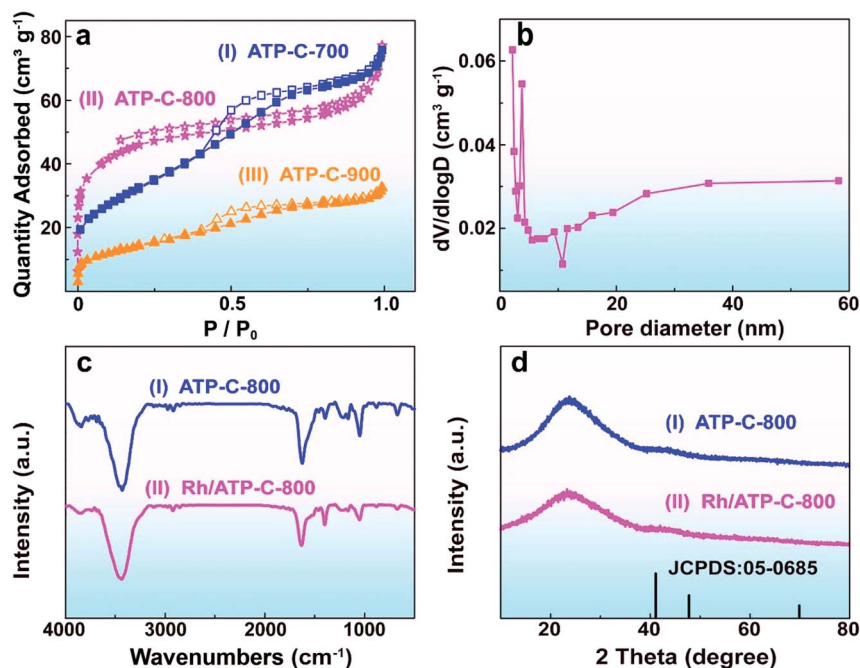 a
(I) ATP-C-700
(II) ATP-C-800
(III) ATP-C-900
Quantity Adsorbed (cm³ g⁻¹)
80
60
40
20
0
0.5
1.0
P / P₀
b
dV/dlogD (cm³ g⁻¹)
0.06
0.04
0.02
0
20
40
60
Pore diameter (nm)
c
(I) ATP-C-800
(II) Rh/ATP-C-800
Intensity (a.u.)
4000
3000
2000
1000
Wavenumbers (cm⁻¹)
d
(I) ATP-C-800
(II) Rh/ATP-C-800
JCPDS:05-0685
Intensity (a.u.)
20
40
60
80
2 Theta (degree)